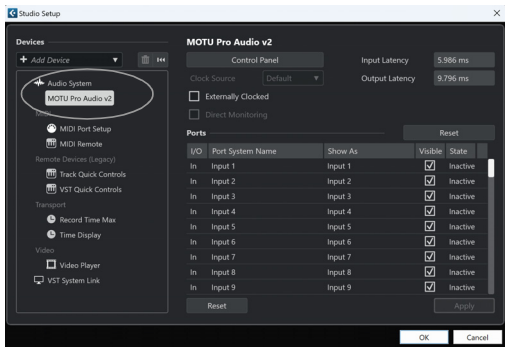 Studio Setup
Devices
+ Add Device
Audio System
MOTU Pro Audio v2
MIDI
MIDI Port Setup
MIDI Remote
Remote Devices (Legacy)
Track Quick Controls
VST Quick Controls
Transport
Record Time Max
Time Display
Video
Video Player
VST System Link
MOTU Pro Audio v2
Control Panel Input Latency 5.986 ms
Clock Source Default Output Latency 9.796 ms
Externally Clocked
Direct Monitoring
Ports Reset
I/O Port System Name Show As Visible State
In Input 1 Input 1 Inactive
In Input 2 Input 2 Inactive
In Input 3 Input 3 Inactive
In Input 4 Input 4 Inactive
In Input 5 Input 5 Inactive
In Input 6 Input 6 Inactive
In Input 7 Input 7 Inactive
In Input 8 Input 8 Inactive
In Input 9 Input 9 Inactive
Reset Apply
OK Cancel